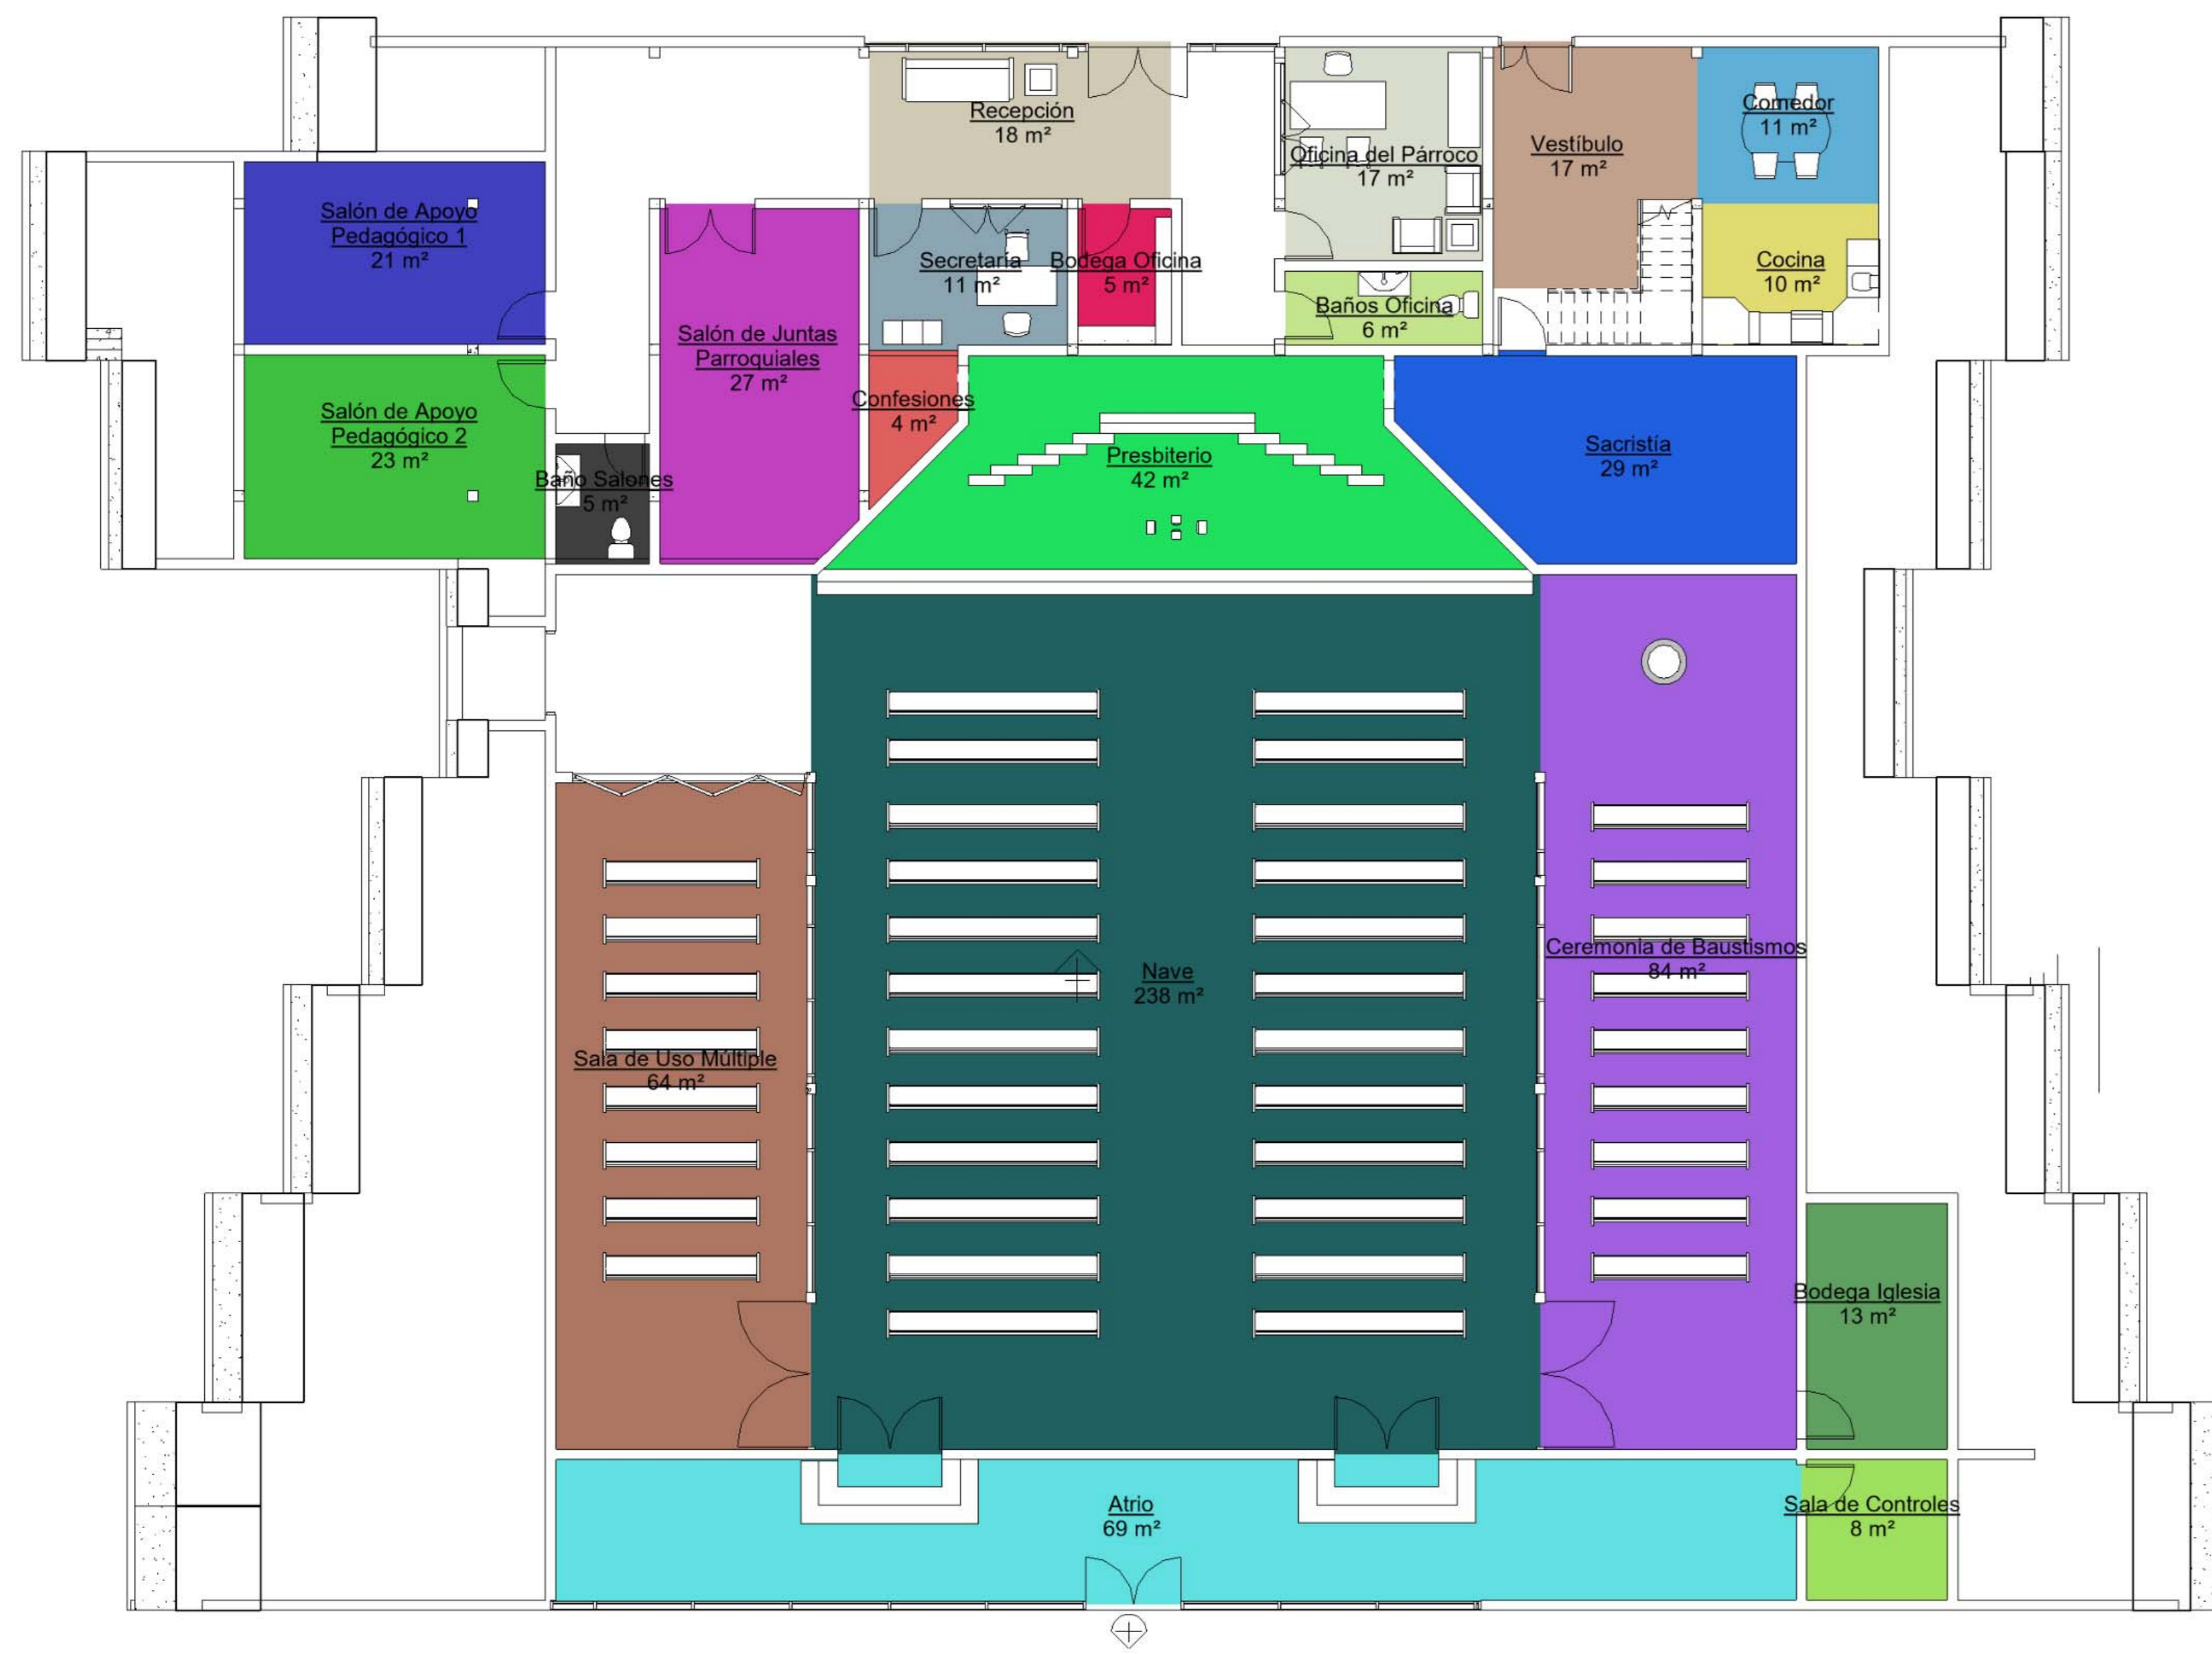 Recepción
18 m²
Oficina del Párroco
17 m²
Vestíbulo
17 m²
Comedor
11 m²
Salón de Apoyo
Pedagógico 1
21 m²
Secretaría
11 m²
Bodega Oficina
5 m²
Baños Oficina
6 m²
Cocina
10 m²
Salón de Juntas
Parroquiales
27 m²
Salón de Apoyo
Pedagógico 2
23 m²
Confesiones
4 m²
Presbiterio
42 m²
Sacristía
29 m²
Baño Salones
5 m²
Nave
238 m²
Ceremonia de Baustismos
84 m²
Sala de Uso Múltiple
64 m²
Bodega Iglesia
13 m²
Atrio
69 m²
Sala de Controles
8 m²